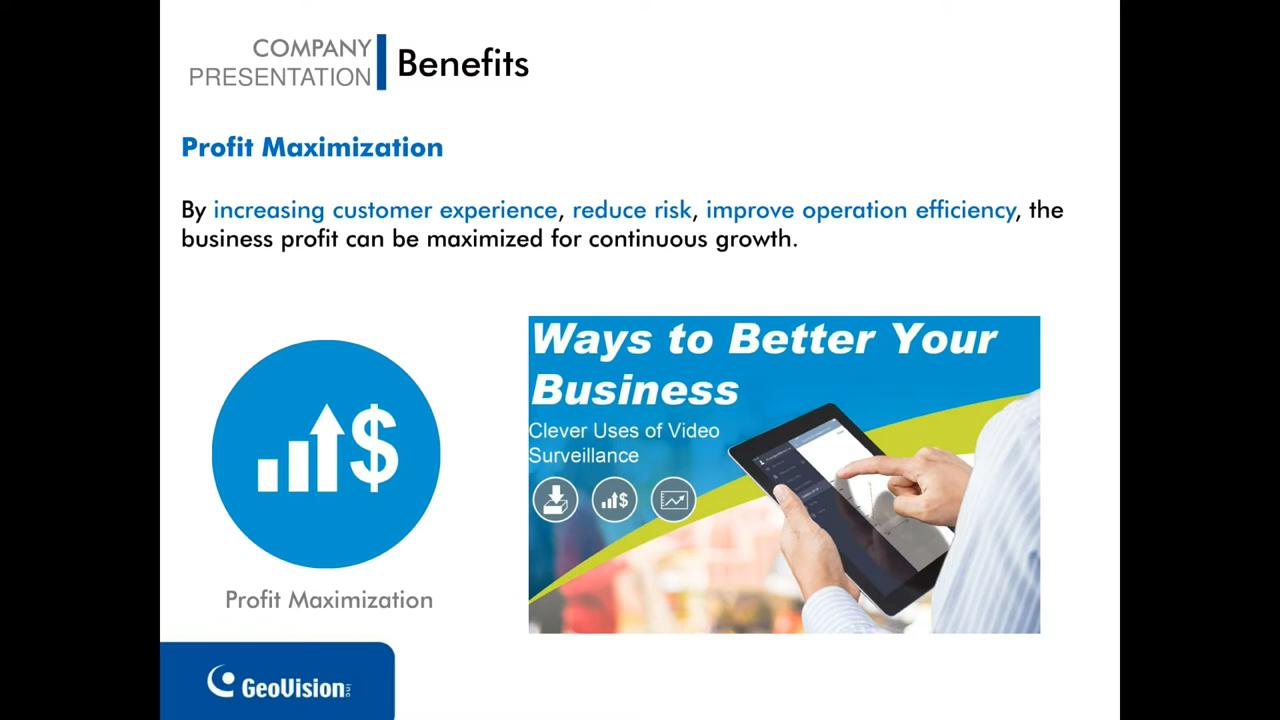 COMPANY
PRESENTATION
Benefits
Profit Maximization
By increasing customer experience, reduce risk, improve operation efficiency, the
business profit can be maximized for continuous growth.
Ways to Better Your
Business
Clever Uses of Video
Surveillance
$
$
Profit Maximization
GeoVision inc